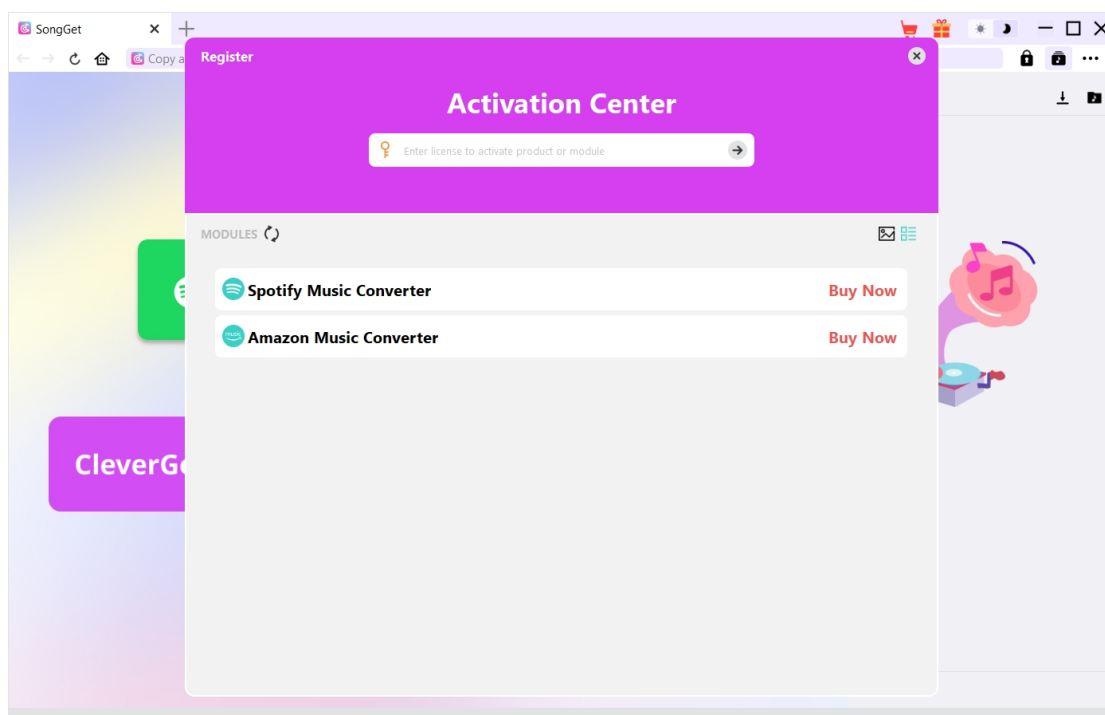 SongGet
Copy a
Register
Activation Center
Enter license to activate product or module
MODULES
Spotify Music Converter
Buy Now
music
Amazon Music Converter
Buy Now
CleverGe